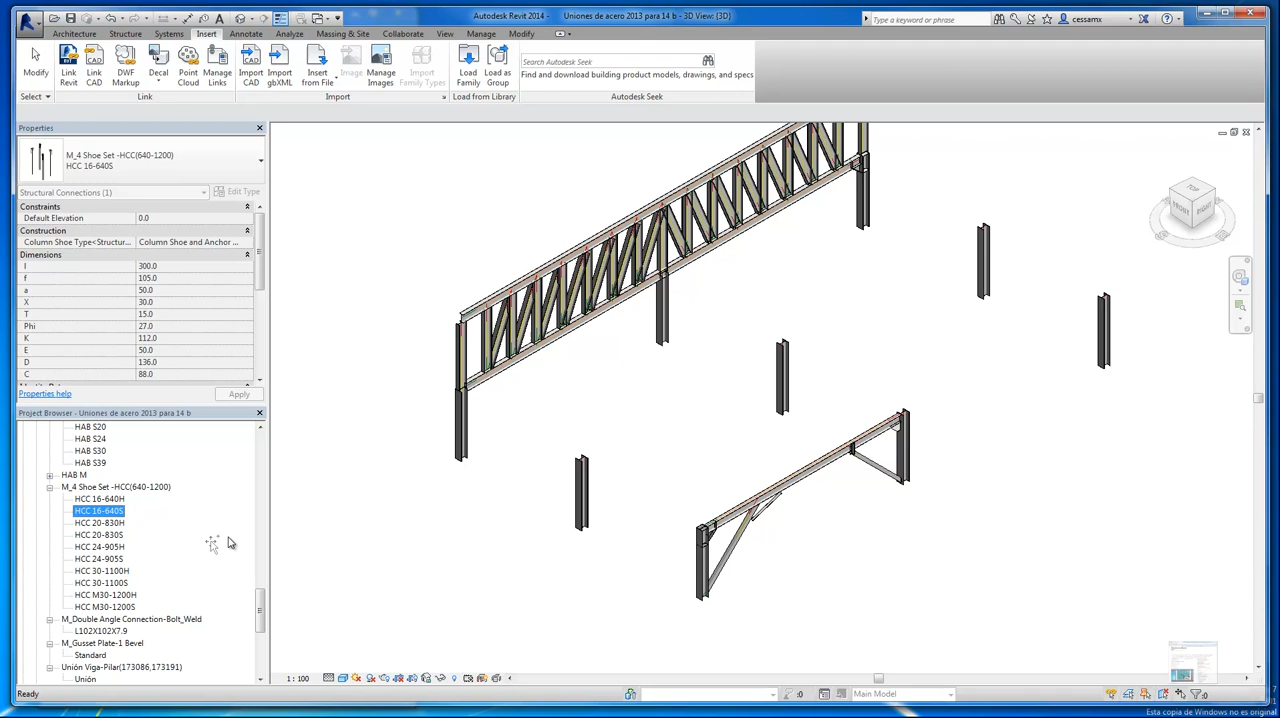 Autodesk Revit 2014 - Uniones de acero 2013 para 14 b - 3D View: {3D}
Type a keyword or phrase
cessamx
Architecture Structure Systems Insert Annotate Analyze Massing & Site Collaborate View Manage Modify
Modify
Link Revit
Link CAD
DWF Markup
Decal
Point Cloud
Manage Links
Import CAD
Import gbXML
Insert from File
Image
Manage Images
Import Family Types
Load Family
Load as Group
Search Autodesk Seek
Find and download building product models, drawings, and specs
Select Link Import Load from Library Autodesk Seek
Properties
M_4 Shoe Set -HCC(640-1200)
HCC 16-640S
Structural Connections (1) Edit Type
Constraints
Default Elevation 0.0
Construction
Column Shoe Type<Structur... Column Shoe and Anchor ...
Dimensions
l 300.0
f 105.0
a 50.0
X 30.0
T 15.0
Phi 27.0
K 112.0
E 50.0
D 136.0
C 88.0
Properties help Apply
Project Browser - Uniones de acero 2013 para 14 b
HAB S20
HAB S24
HAB S30
HAB S39
HAB M
M_4 Shoe Set -HCC(640-1200)
HCC 16-640H
HCC 16-640S
HCC 20-830H
HCC 20-830S
HCC 24-905H
HCC 24-905S
HCC 30-1100H
HCC 30-1100S
HCC M30-1200H
HCC M30-1200S
M_Double Angle Connection-Bolt_Weld
L102X102X7.9
M_Gusset Plate-1 Bevel
Standard
Unión Viga-Pilar(173086,173191)
Unión
TOP
FRONT
RIGHT
1 : 100
Ready
:0
Main Model
:0
Esta copia de Windows no es original